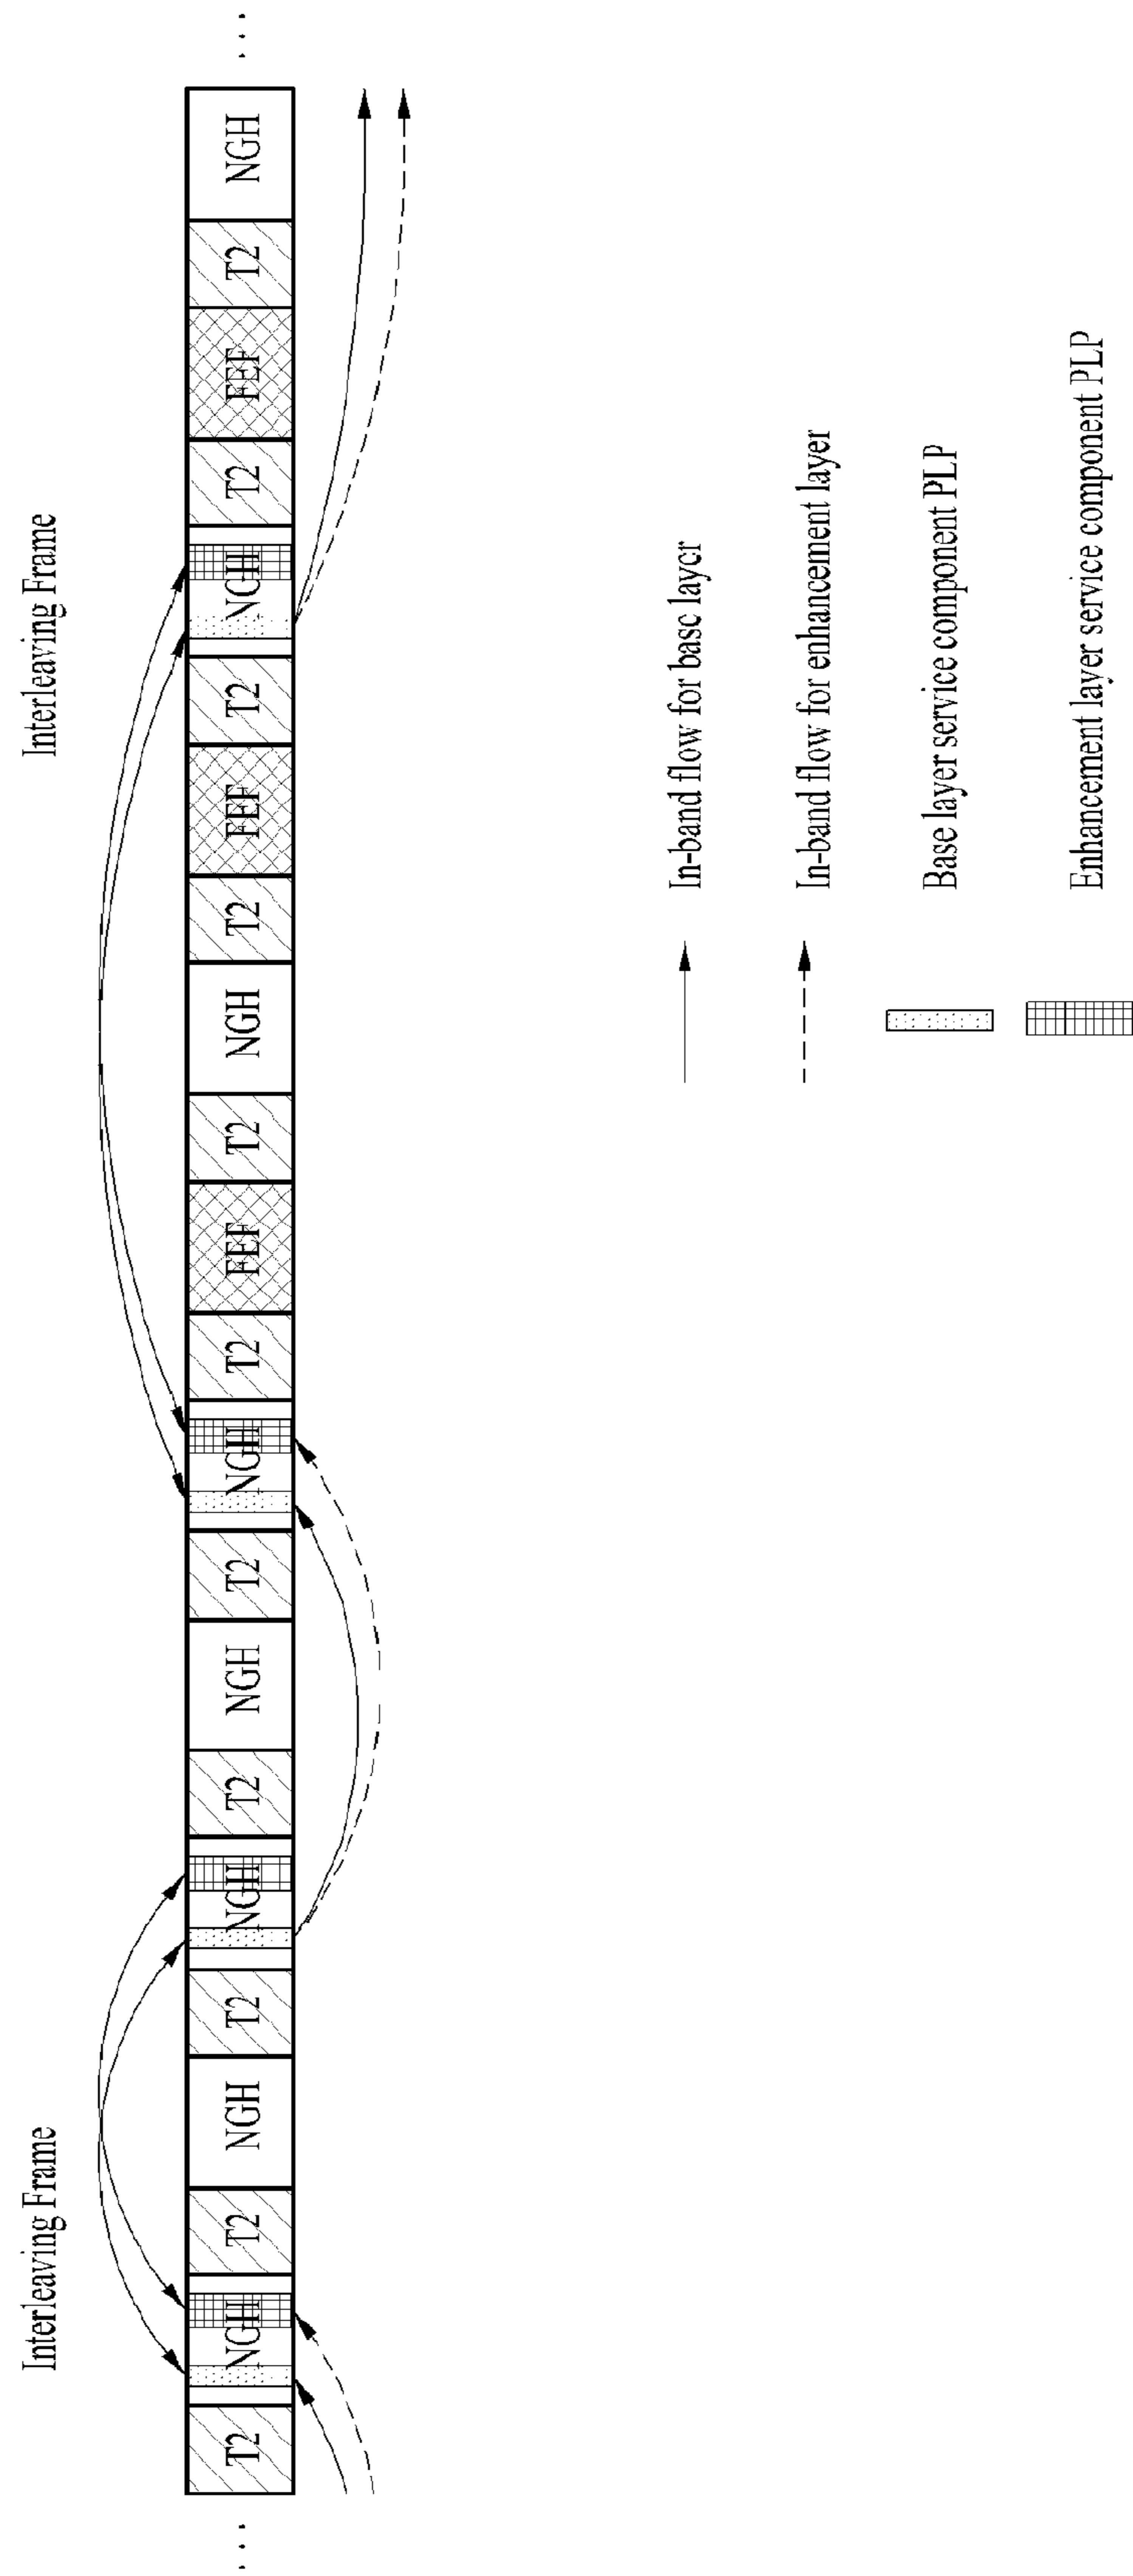 Interleaving Frame Interleaving Frame
... T2 NGH T2 NGH T2 NGH T2 NGH T2 NGH T2 FEF T2 NGH T2 FEF T2 NGH T2 FEF T2 NGH ...
In-band flow for base layer
In-band flow for enhancement layer
Base layer service component PLP
Enhancement layer service component PLP